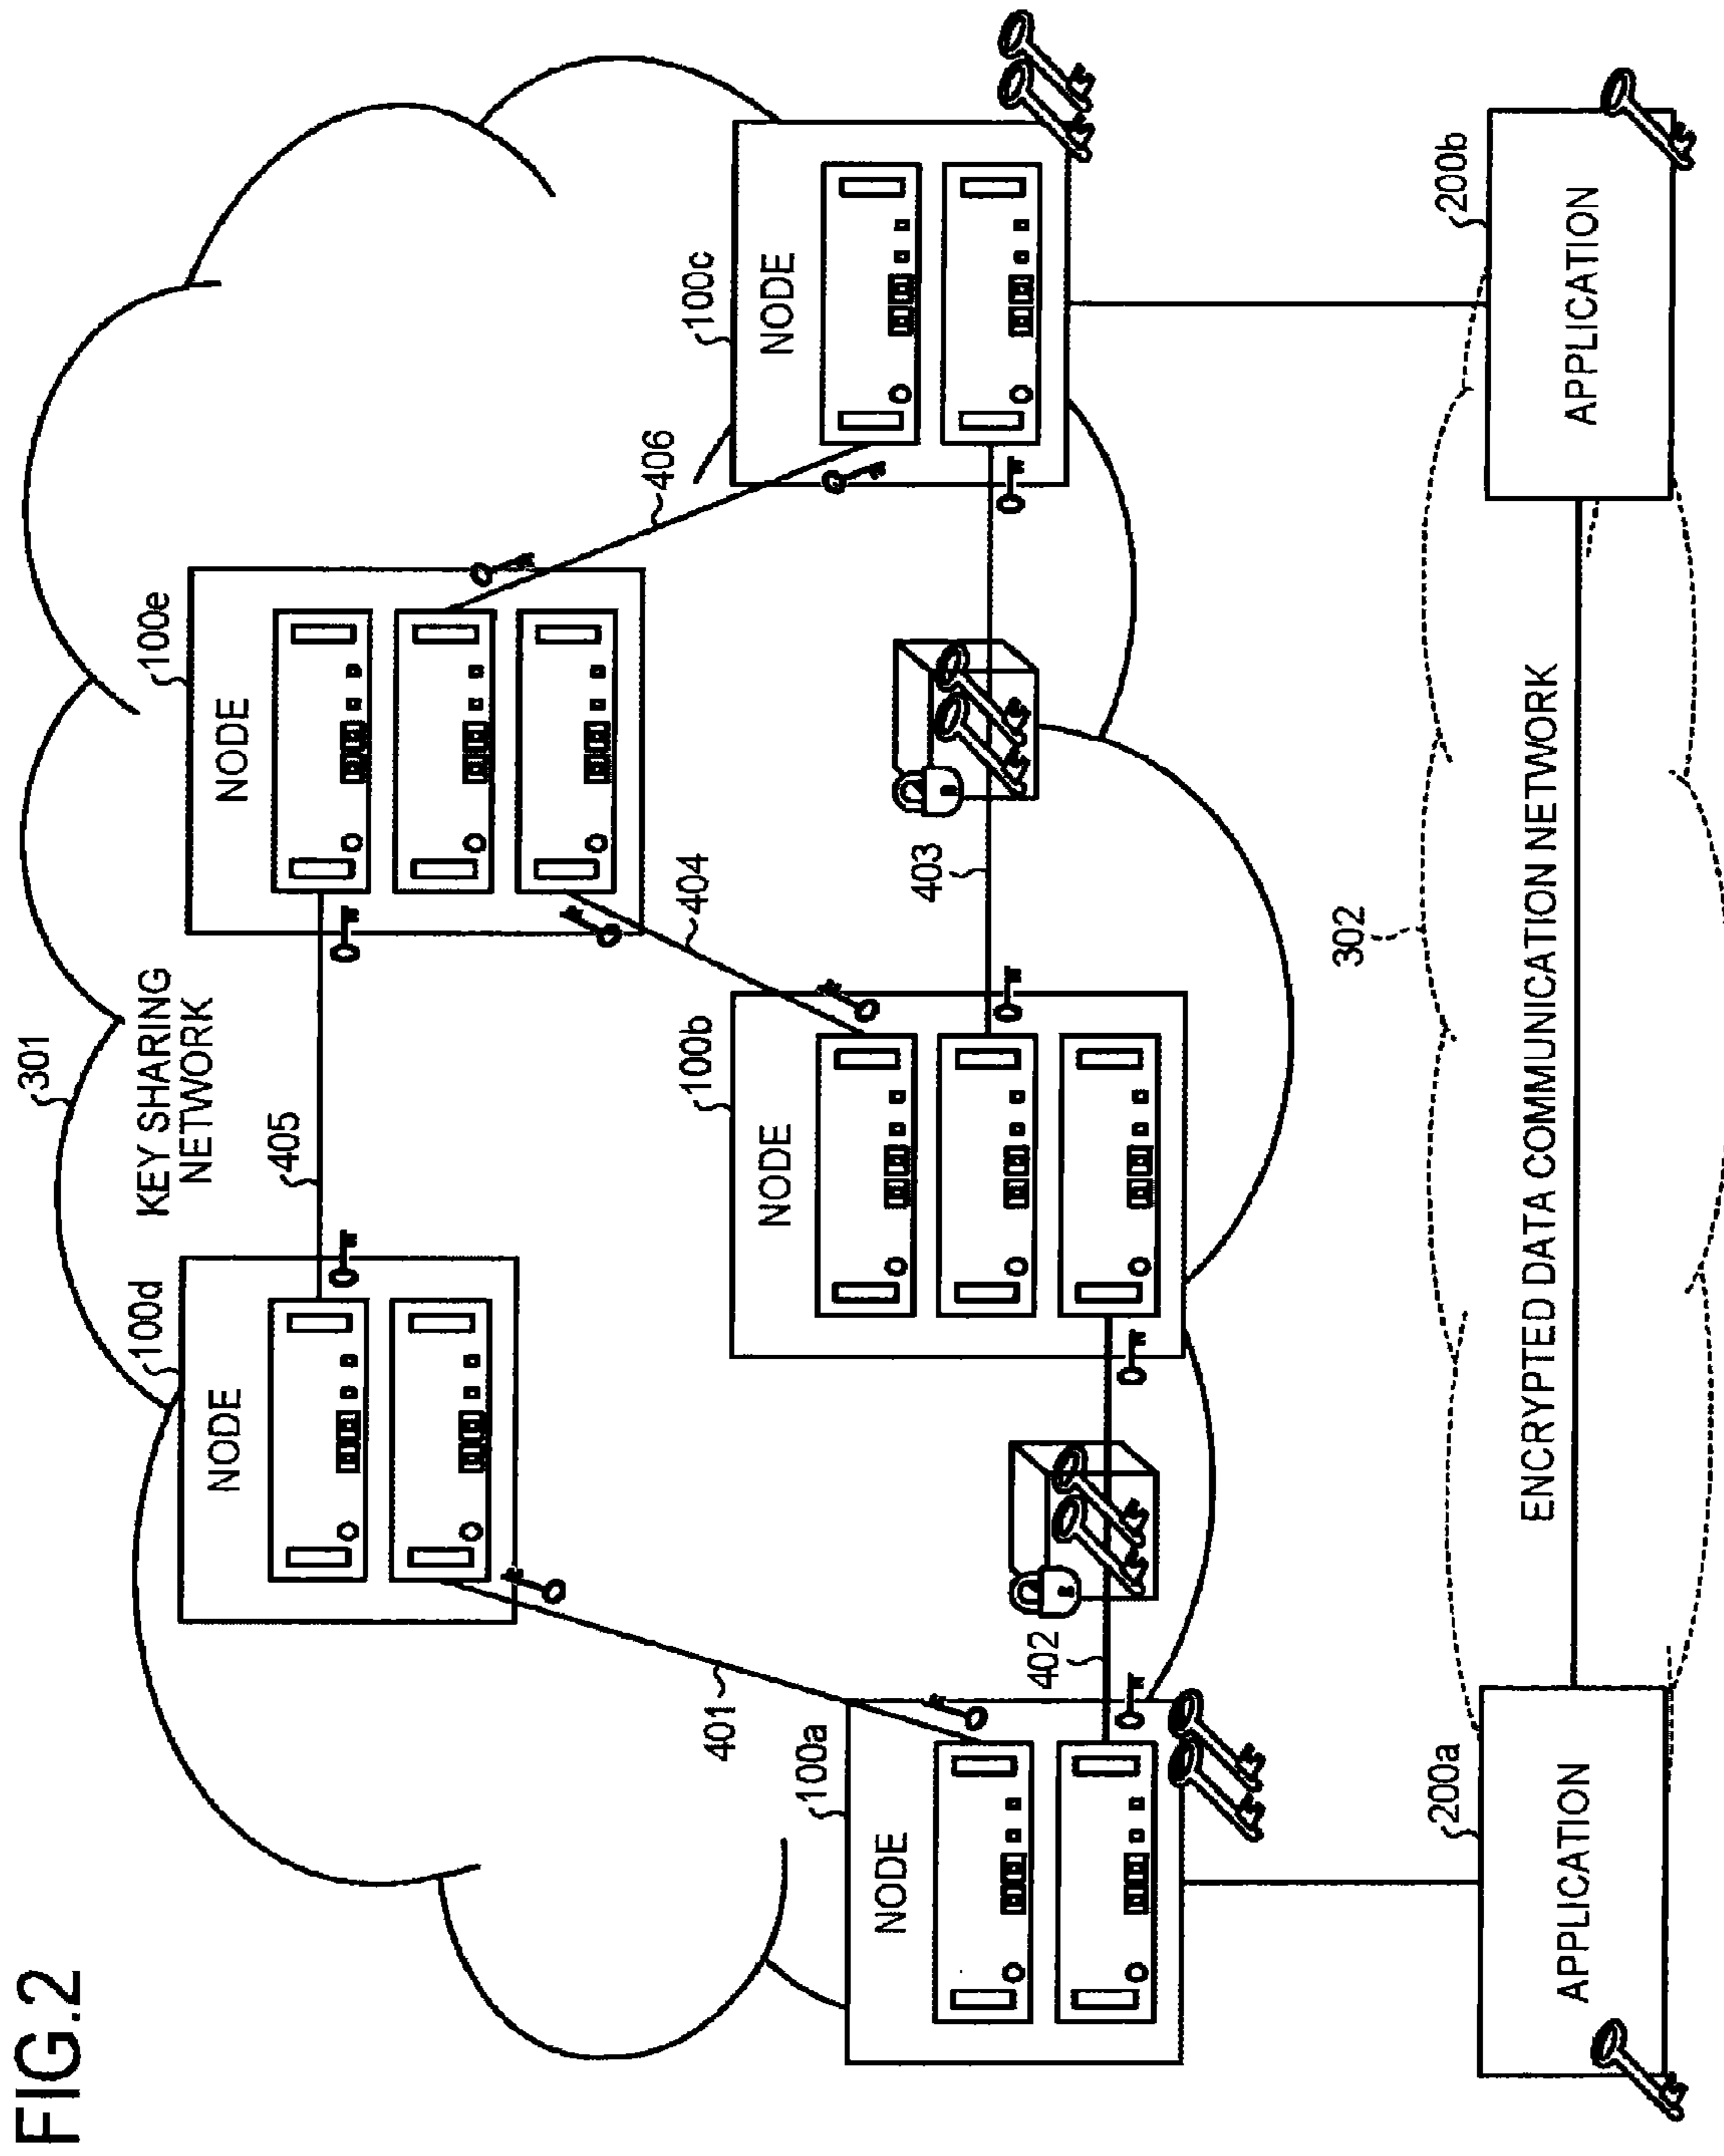 FIG.2
301
KEY SHARING
NETWORK
100d
NODE
405
100e
NODE
401
404
406
100a
NODE
402
100b
NODE
403
100c
NODE
302
ENCRYPTED DATA COMMUNICATION NETWORK
200a
APPLICATION
200b
APPLICATION